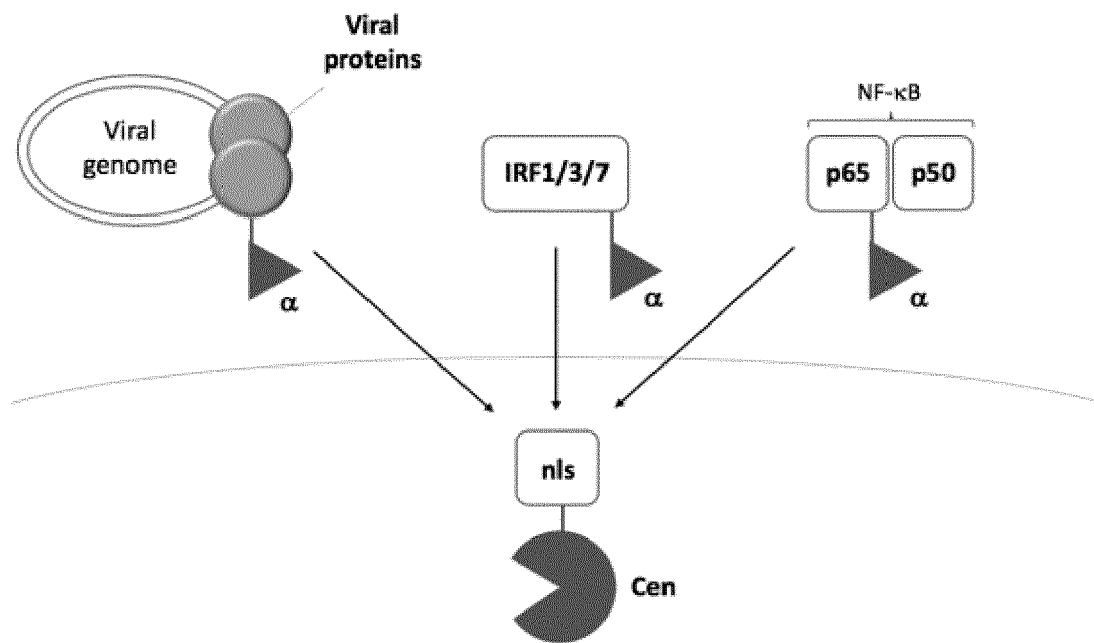 Viral
proteins
Viral
genome
α
IRF1/3/7
α
NF-κB
p65
p50
α
nls
Cen